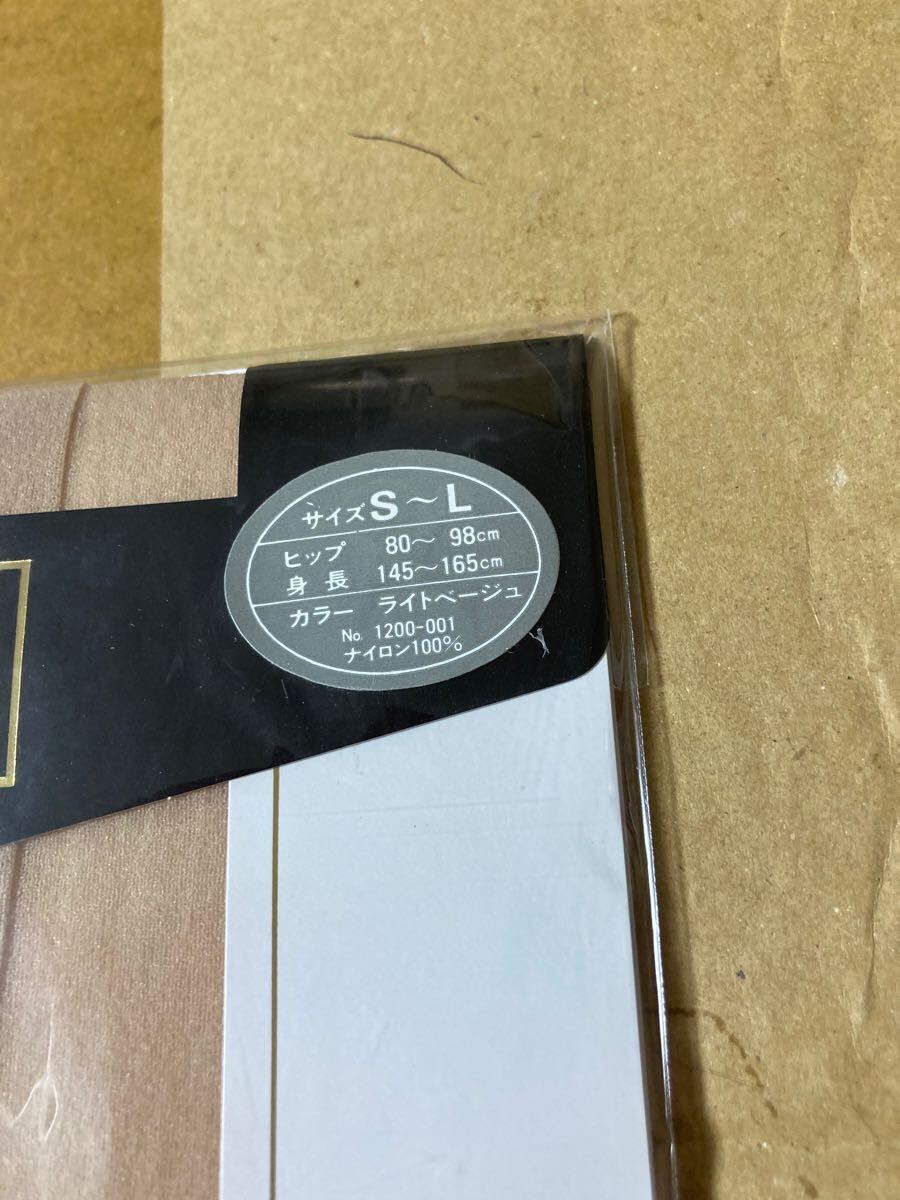 サイズ S～L
ヒップ 80～ 98cm
身長 145～165cm
カラー ライトベージュ
No. 1200-001
ナイロン100%